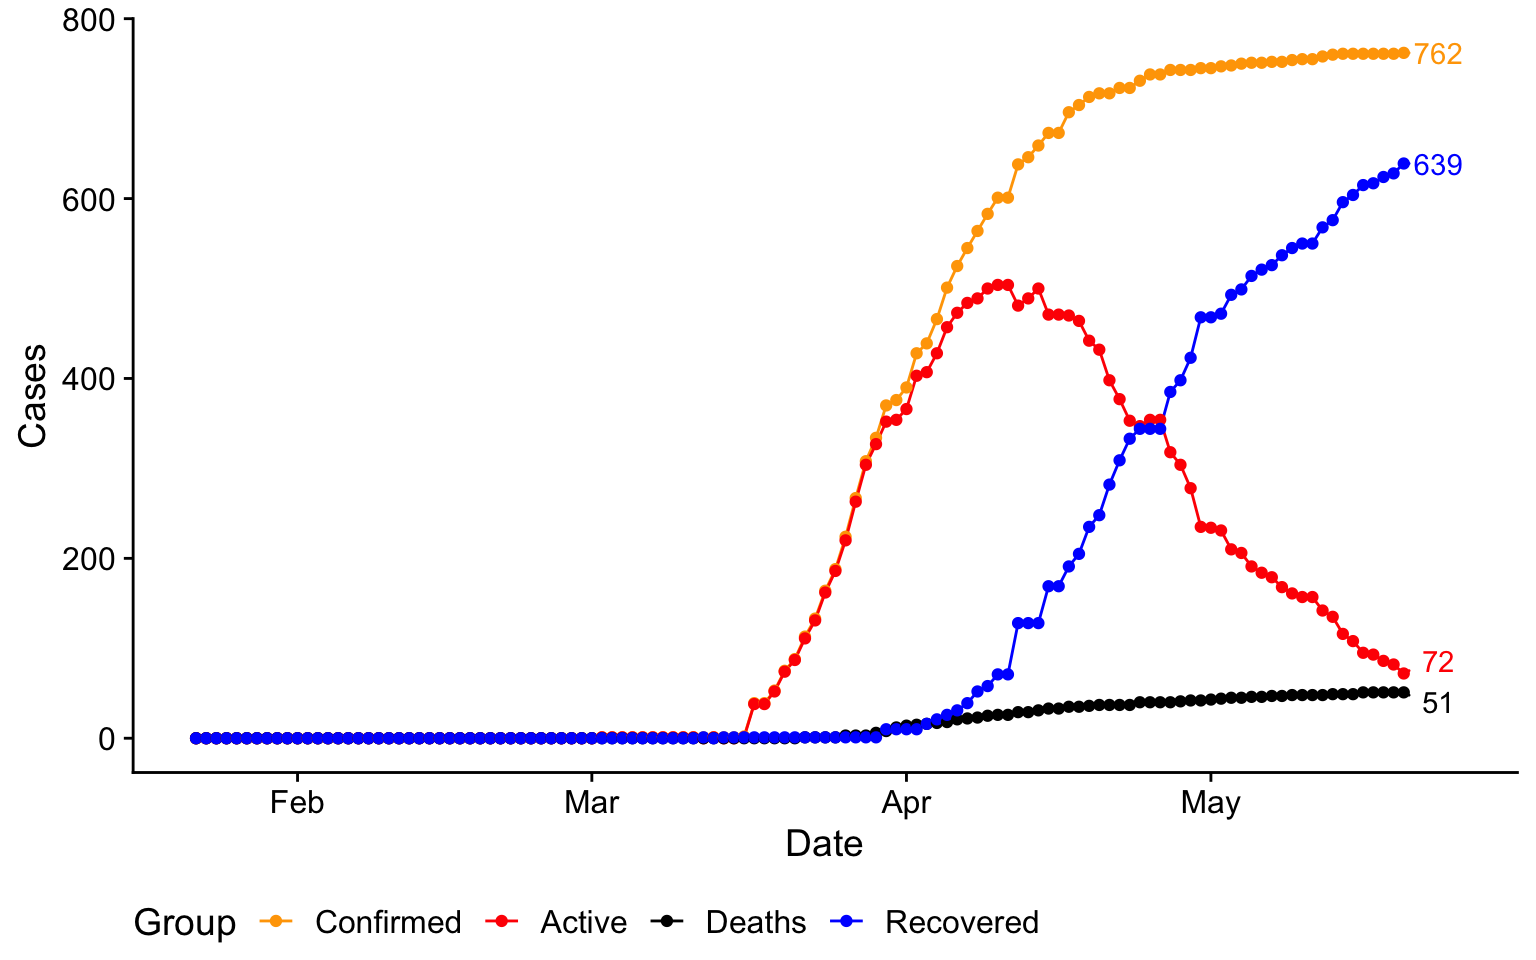 800
600
400
200
0
Cases
762
639
72
51
Feb Mar Apr May
Date
Group Confirmed Active Deaths Recovered